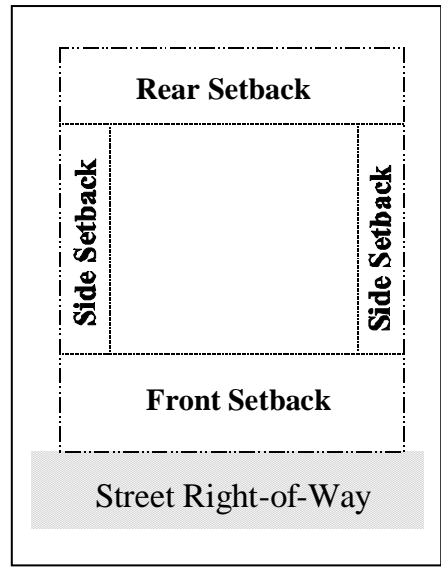 Rear Setback
Side Setback
Side Setback
Front Setback
Street Right-of-Way